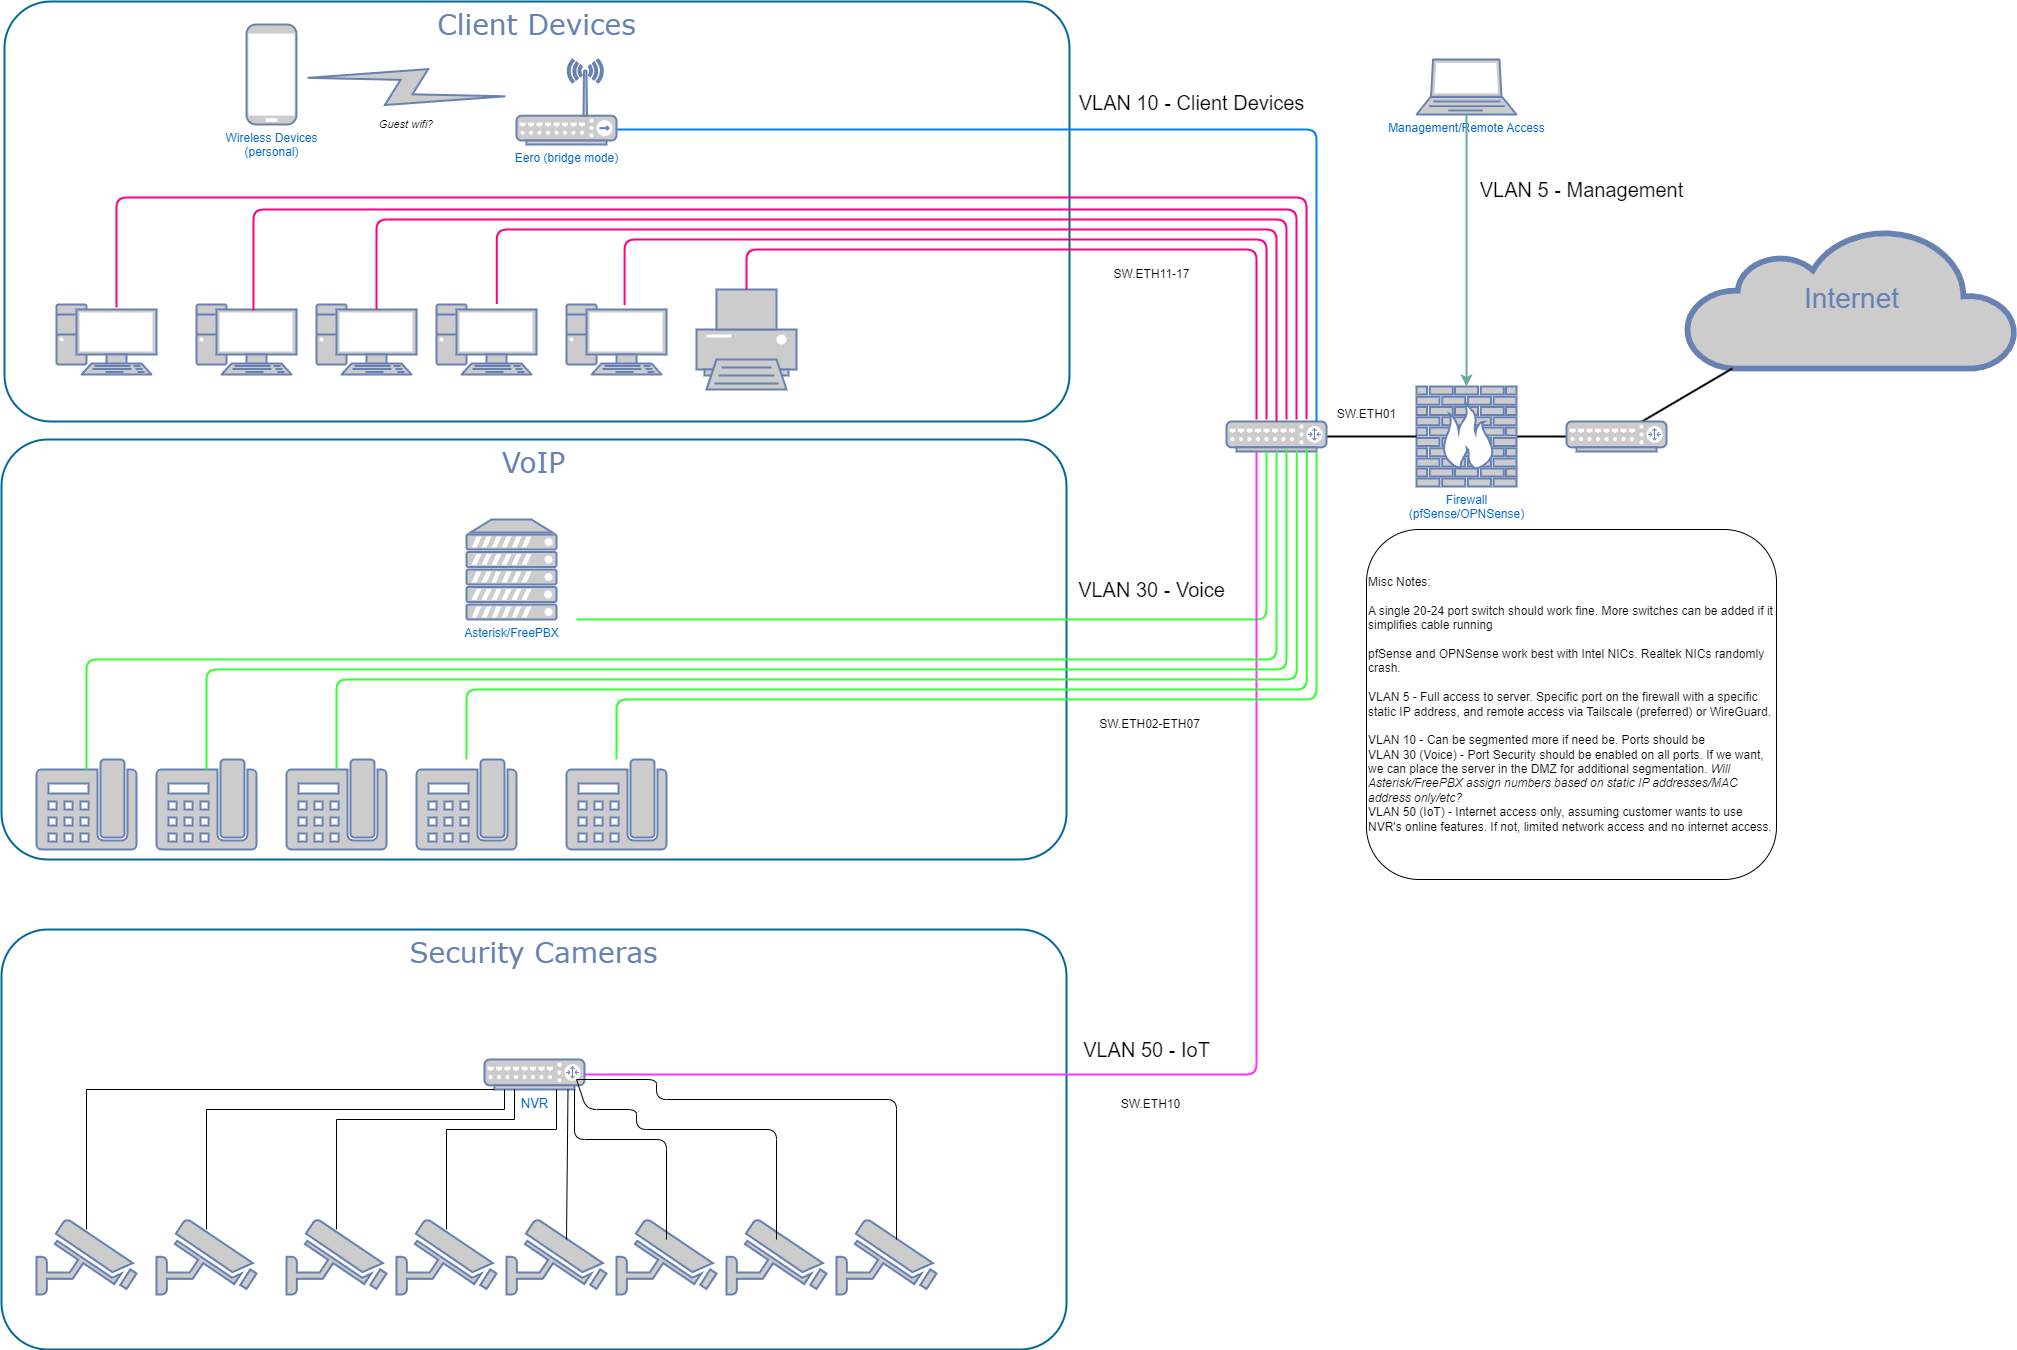 Client Devices
Wireless Devices
(personal)
Guest wifi?
Eero (bridge mode)
VLAN 10 - Client Devices
Management/Remote Access
VLAN 5 - Management
Internet
SW.ETH11-17
SW.ETH01
Firewall
(pfSense/OPNSense)
VoIP
Asterisk/FreePBX
VLAN 30 - Voice
SW.ETH02-ETH07
Misc Notes:
A single 20-24 port switch should work fine. More switches can be added if it
simplifies cable running
pfSense and OPNSense work best with Intel NICs. Realtek NICs randomly
crash.
VLAN 5 - Full access to server. Specific port on the firewall with a specific
static IP address, and remote access via Tailscale (preferred) or WireGuard.
VLAN 10 - Can be segmented more if need be. Ports should be
VLAN 30 (Voice) - Port Security should be enabled on all ports. If we want,
we can place the server in the DMZ for additional segmentation. Will
Asterisk/FreePBX assign numbers based on static IP addresses/MAC
address only/etc?
VLAN 50 (IoT) - Internet access only, assuming customer wants to use
NVR's online features. If not, limited network access and no internet access.
Security Cameras
NVR
VLAN 50 - IoT
SW.ETH10